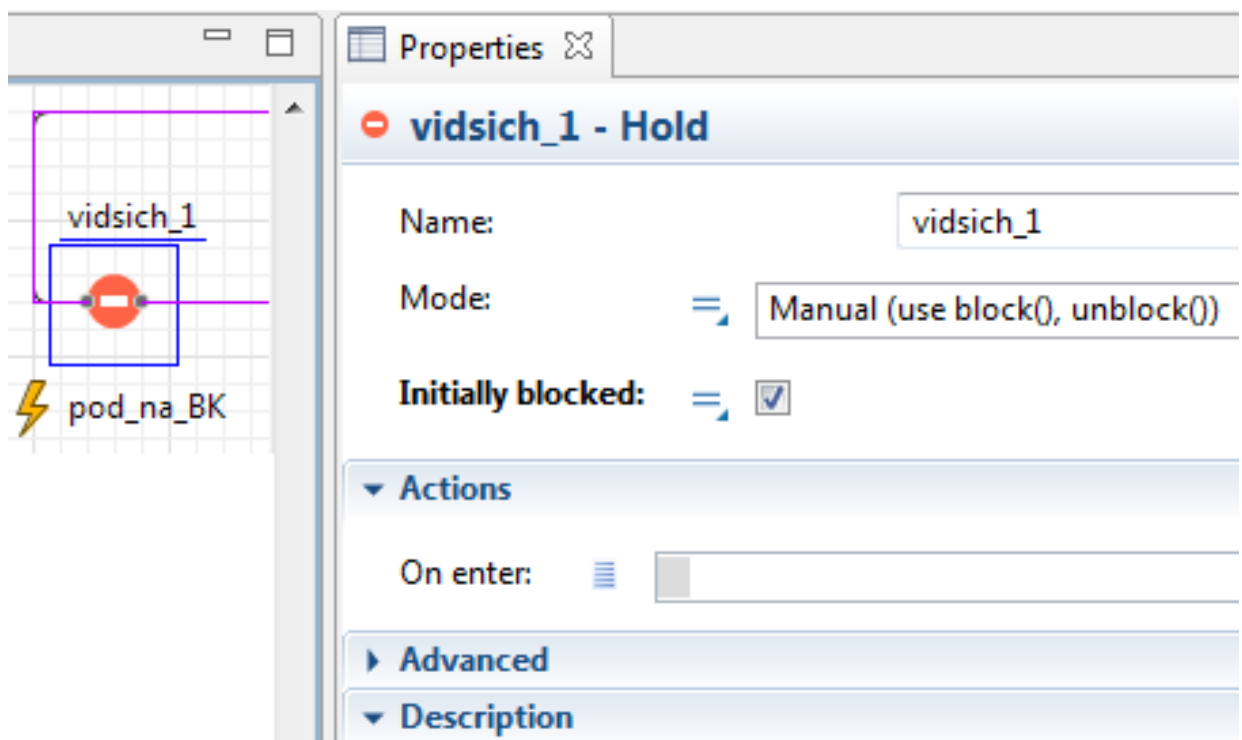 vidsich_1
pod_na_BK
Properties
vidsich_1 - Hold
Name:
vidsich_1
Mode:
Manual (use block(), unblock())
Initially blocked:
Actions
On enter:
Advanced
Description